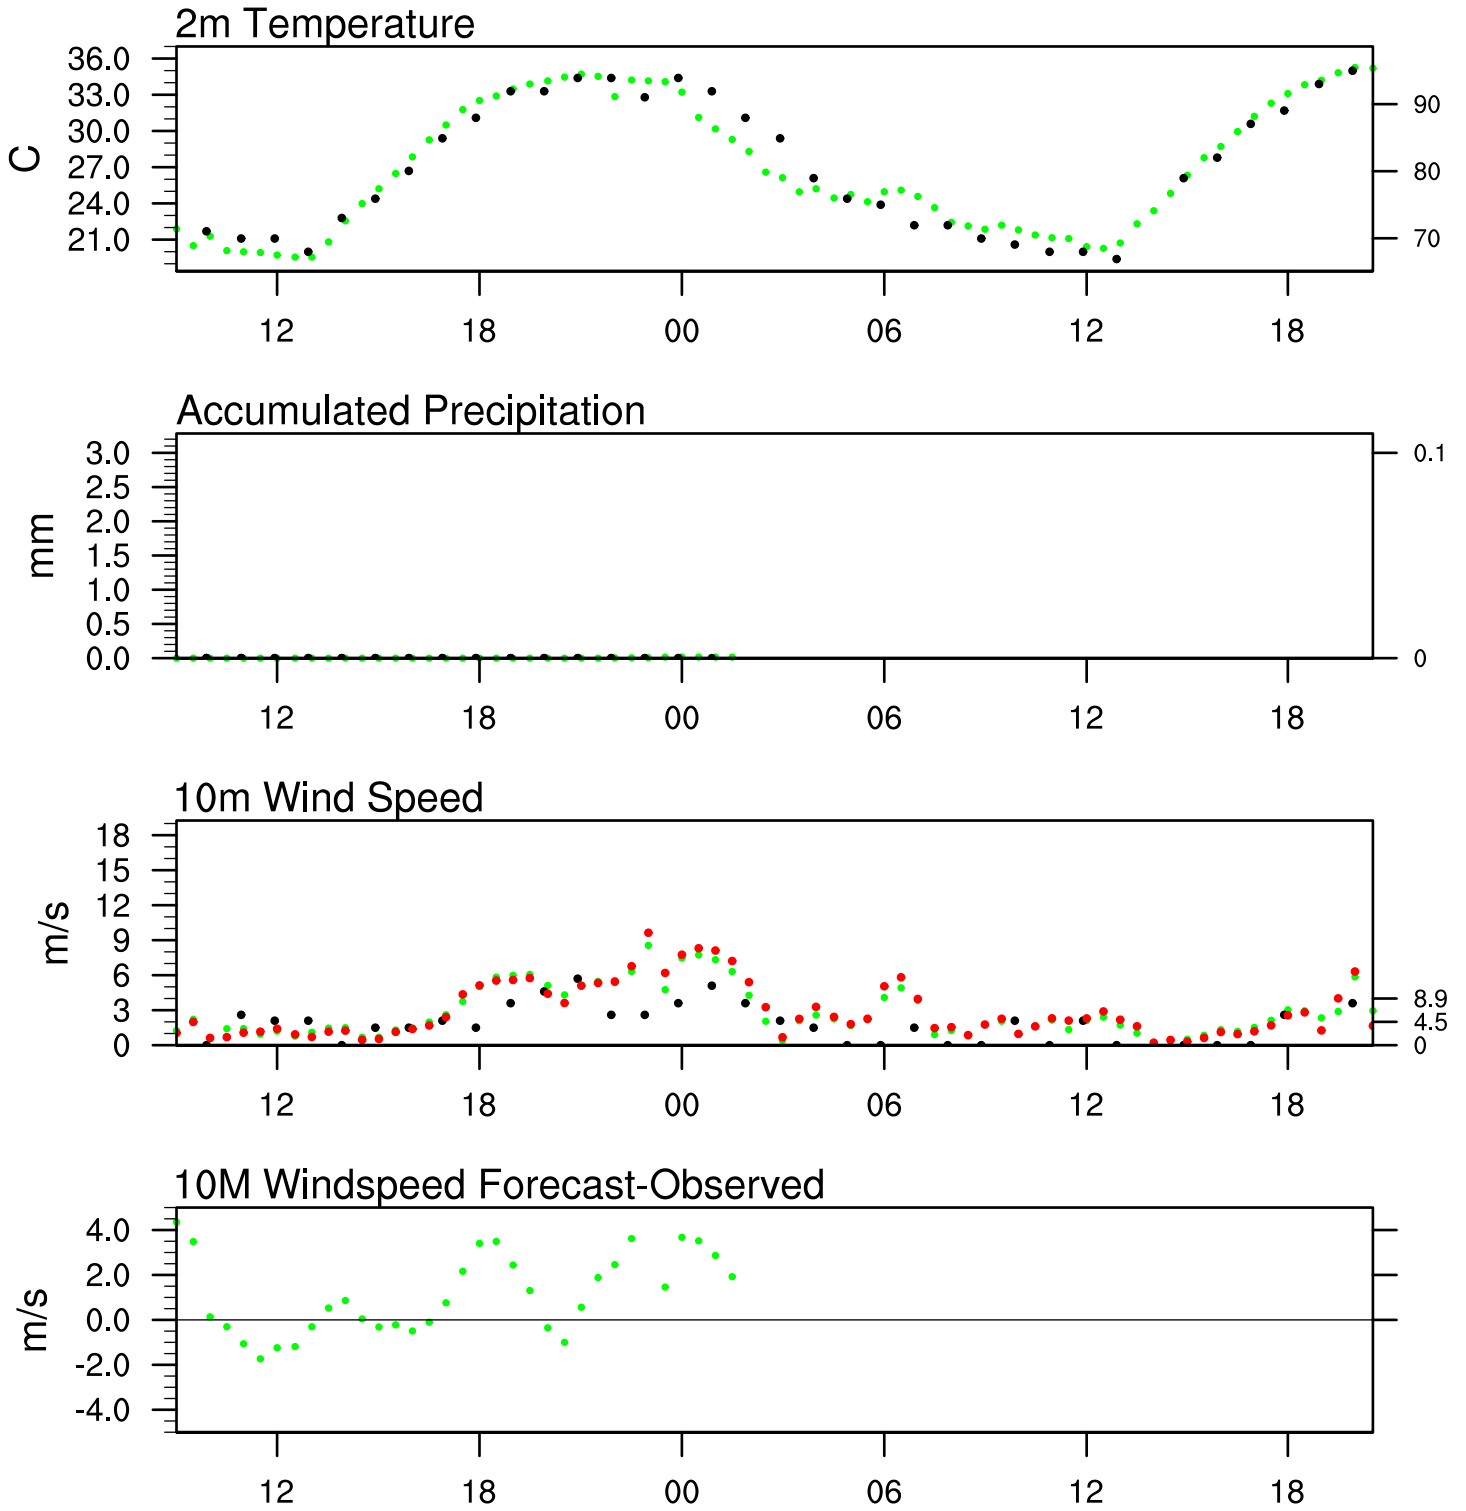 2m Temperature
36.0
33.0
30.0
27.0
24.0
21.0
C
90
80
70
12 18 00 06 12 18
Accumulated Precipitation
3.0
2.5
2.0
1.5
1.0
0.5
0.0
mm
0.1
0
12 18 00 06 12 18
10m Wind Speed
18
15
12
9
6
3
0
m/s
8.9
4.5
0
12 18 00 06 12 18
10M Windspeed Forecast-Observed
4.0
2.0
0.0
-2.0
-4.0
m/s
12 18 00 06 12 18